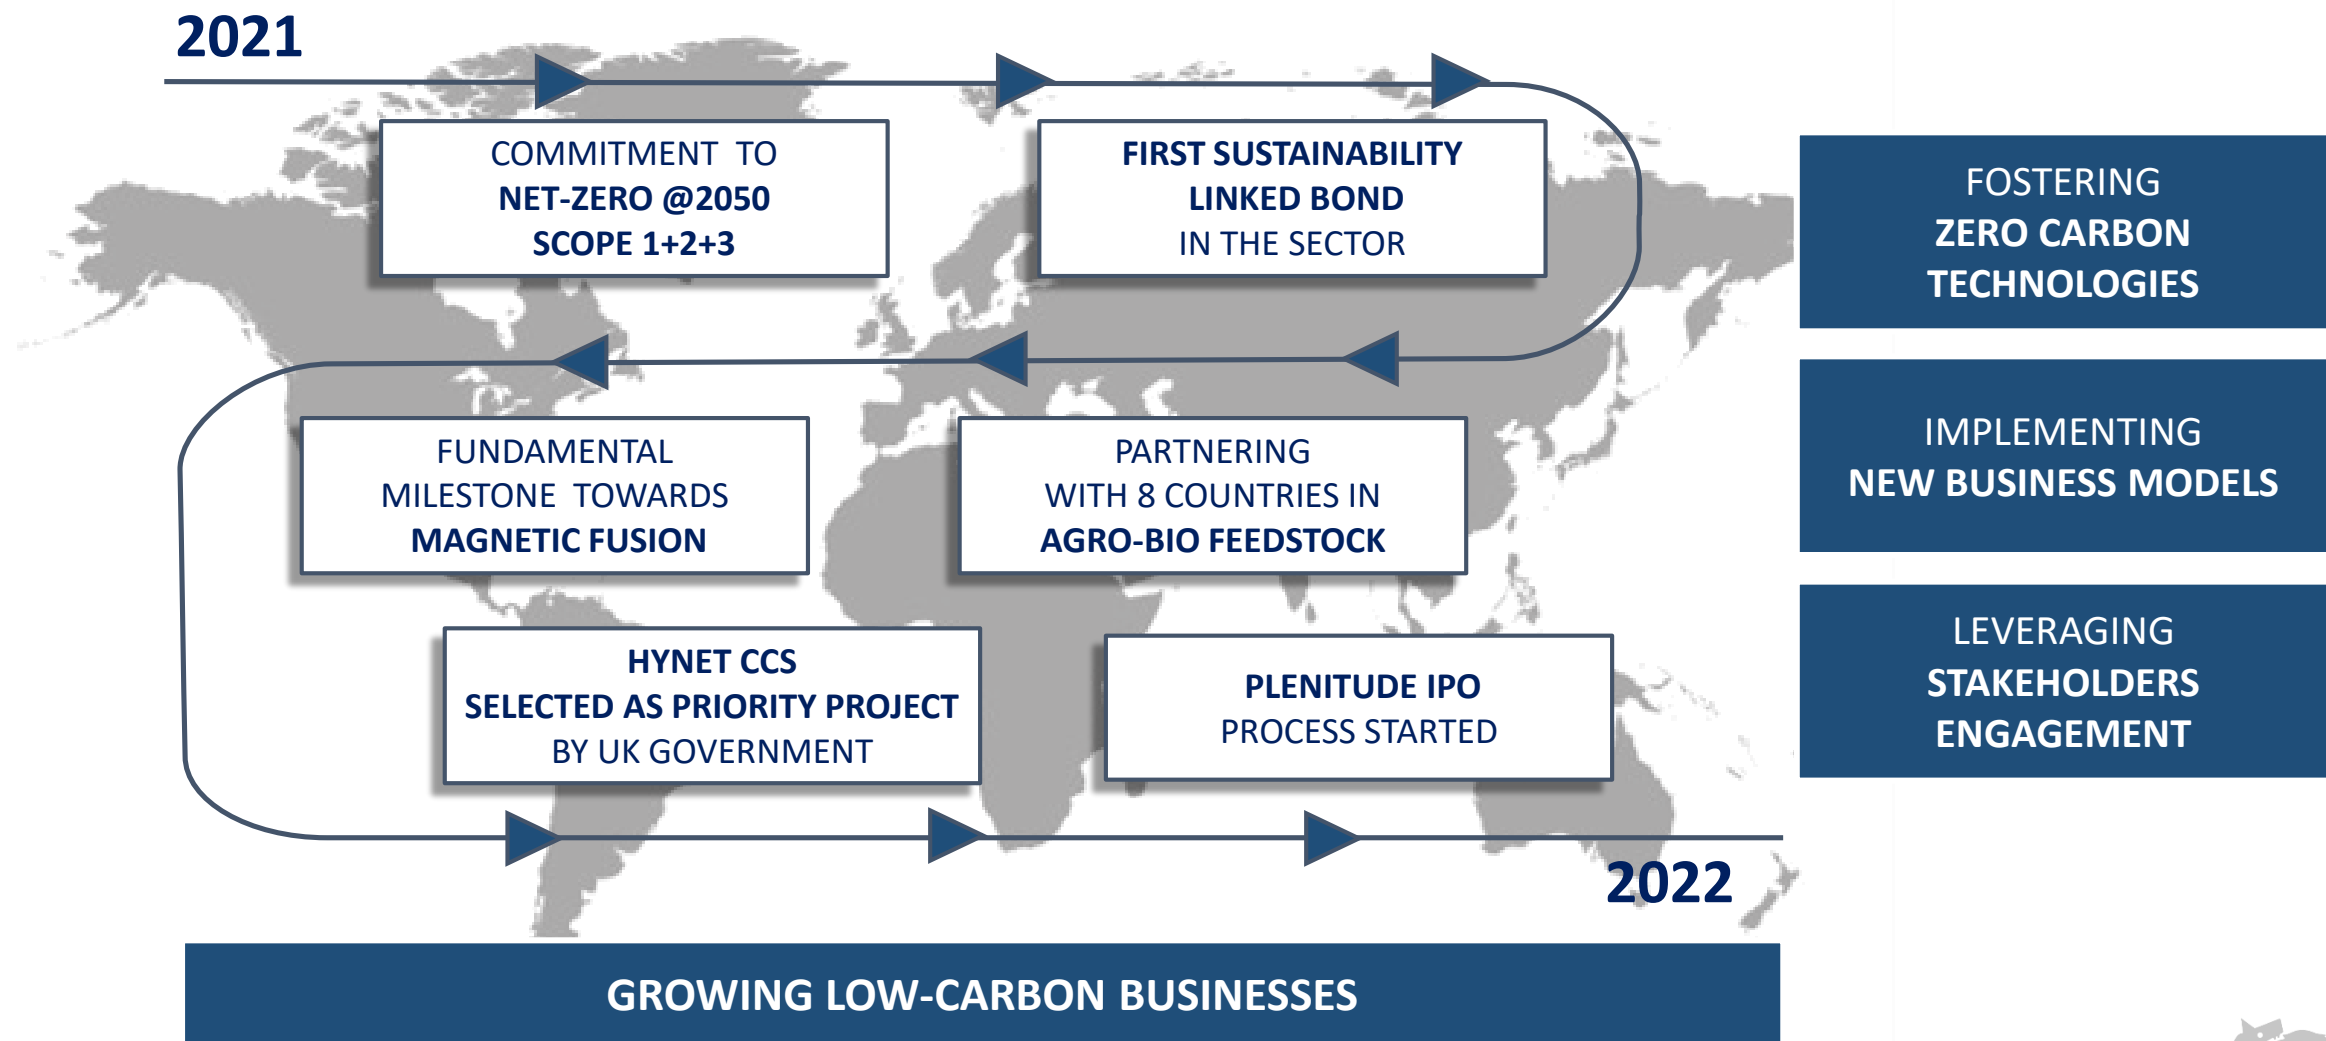 2021
COMMITMENT TO
NET-ZERO @2050
SCOPE 1+2+3
FIRST SUSTAINABILITY
LINKED BOND
IN THE SECTOR
FUNDAMENTAL
MILESTONE TOWARDS
MAGNETIC FUSION
PARTNERING
WITH 8 COUNTRIES IN
AGRO-BIO FEEDSTOCK
HYNET CCS
SELECTED AS PRIORITY PROJECT
BY UK GOVERNMENT
PLENITUDE IPO
PROCESS STARTED
2022
FOSTERING
ZERO CARBON
TECHNOLOGIES
IMPLEMENTING
NEW BUSINESS MODELS
LEVERAGING
STAKEHOLDERS
ENGAGEMENT
GROWING LOW-CARBON BUSINESSES